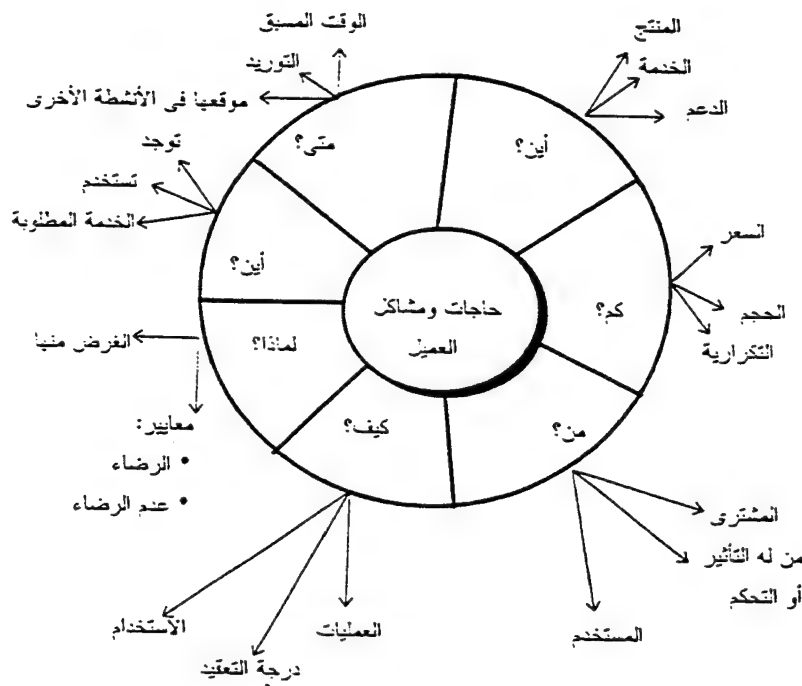 الوقت المسبق
التوريد
موقعها فى الأنشطة الأخرى
متى؟
المنتج
الخدمة
الدعم
أين؟
السعر
الحجم
التكرارية
كم؟
المشترى
من له التأثير
أو التحكم
المستخدم
من؟
العمليات
درجة التعقيد
الأستخدام
كيف؟
الغرض منها
معايير:
• الرضاء
• عدم الرضاء
لماذا؟
توجد
تستخدم
الخدمة المطلوبة
أين؟
حاجات ومشاكل
العميل